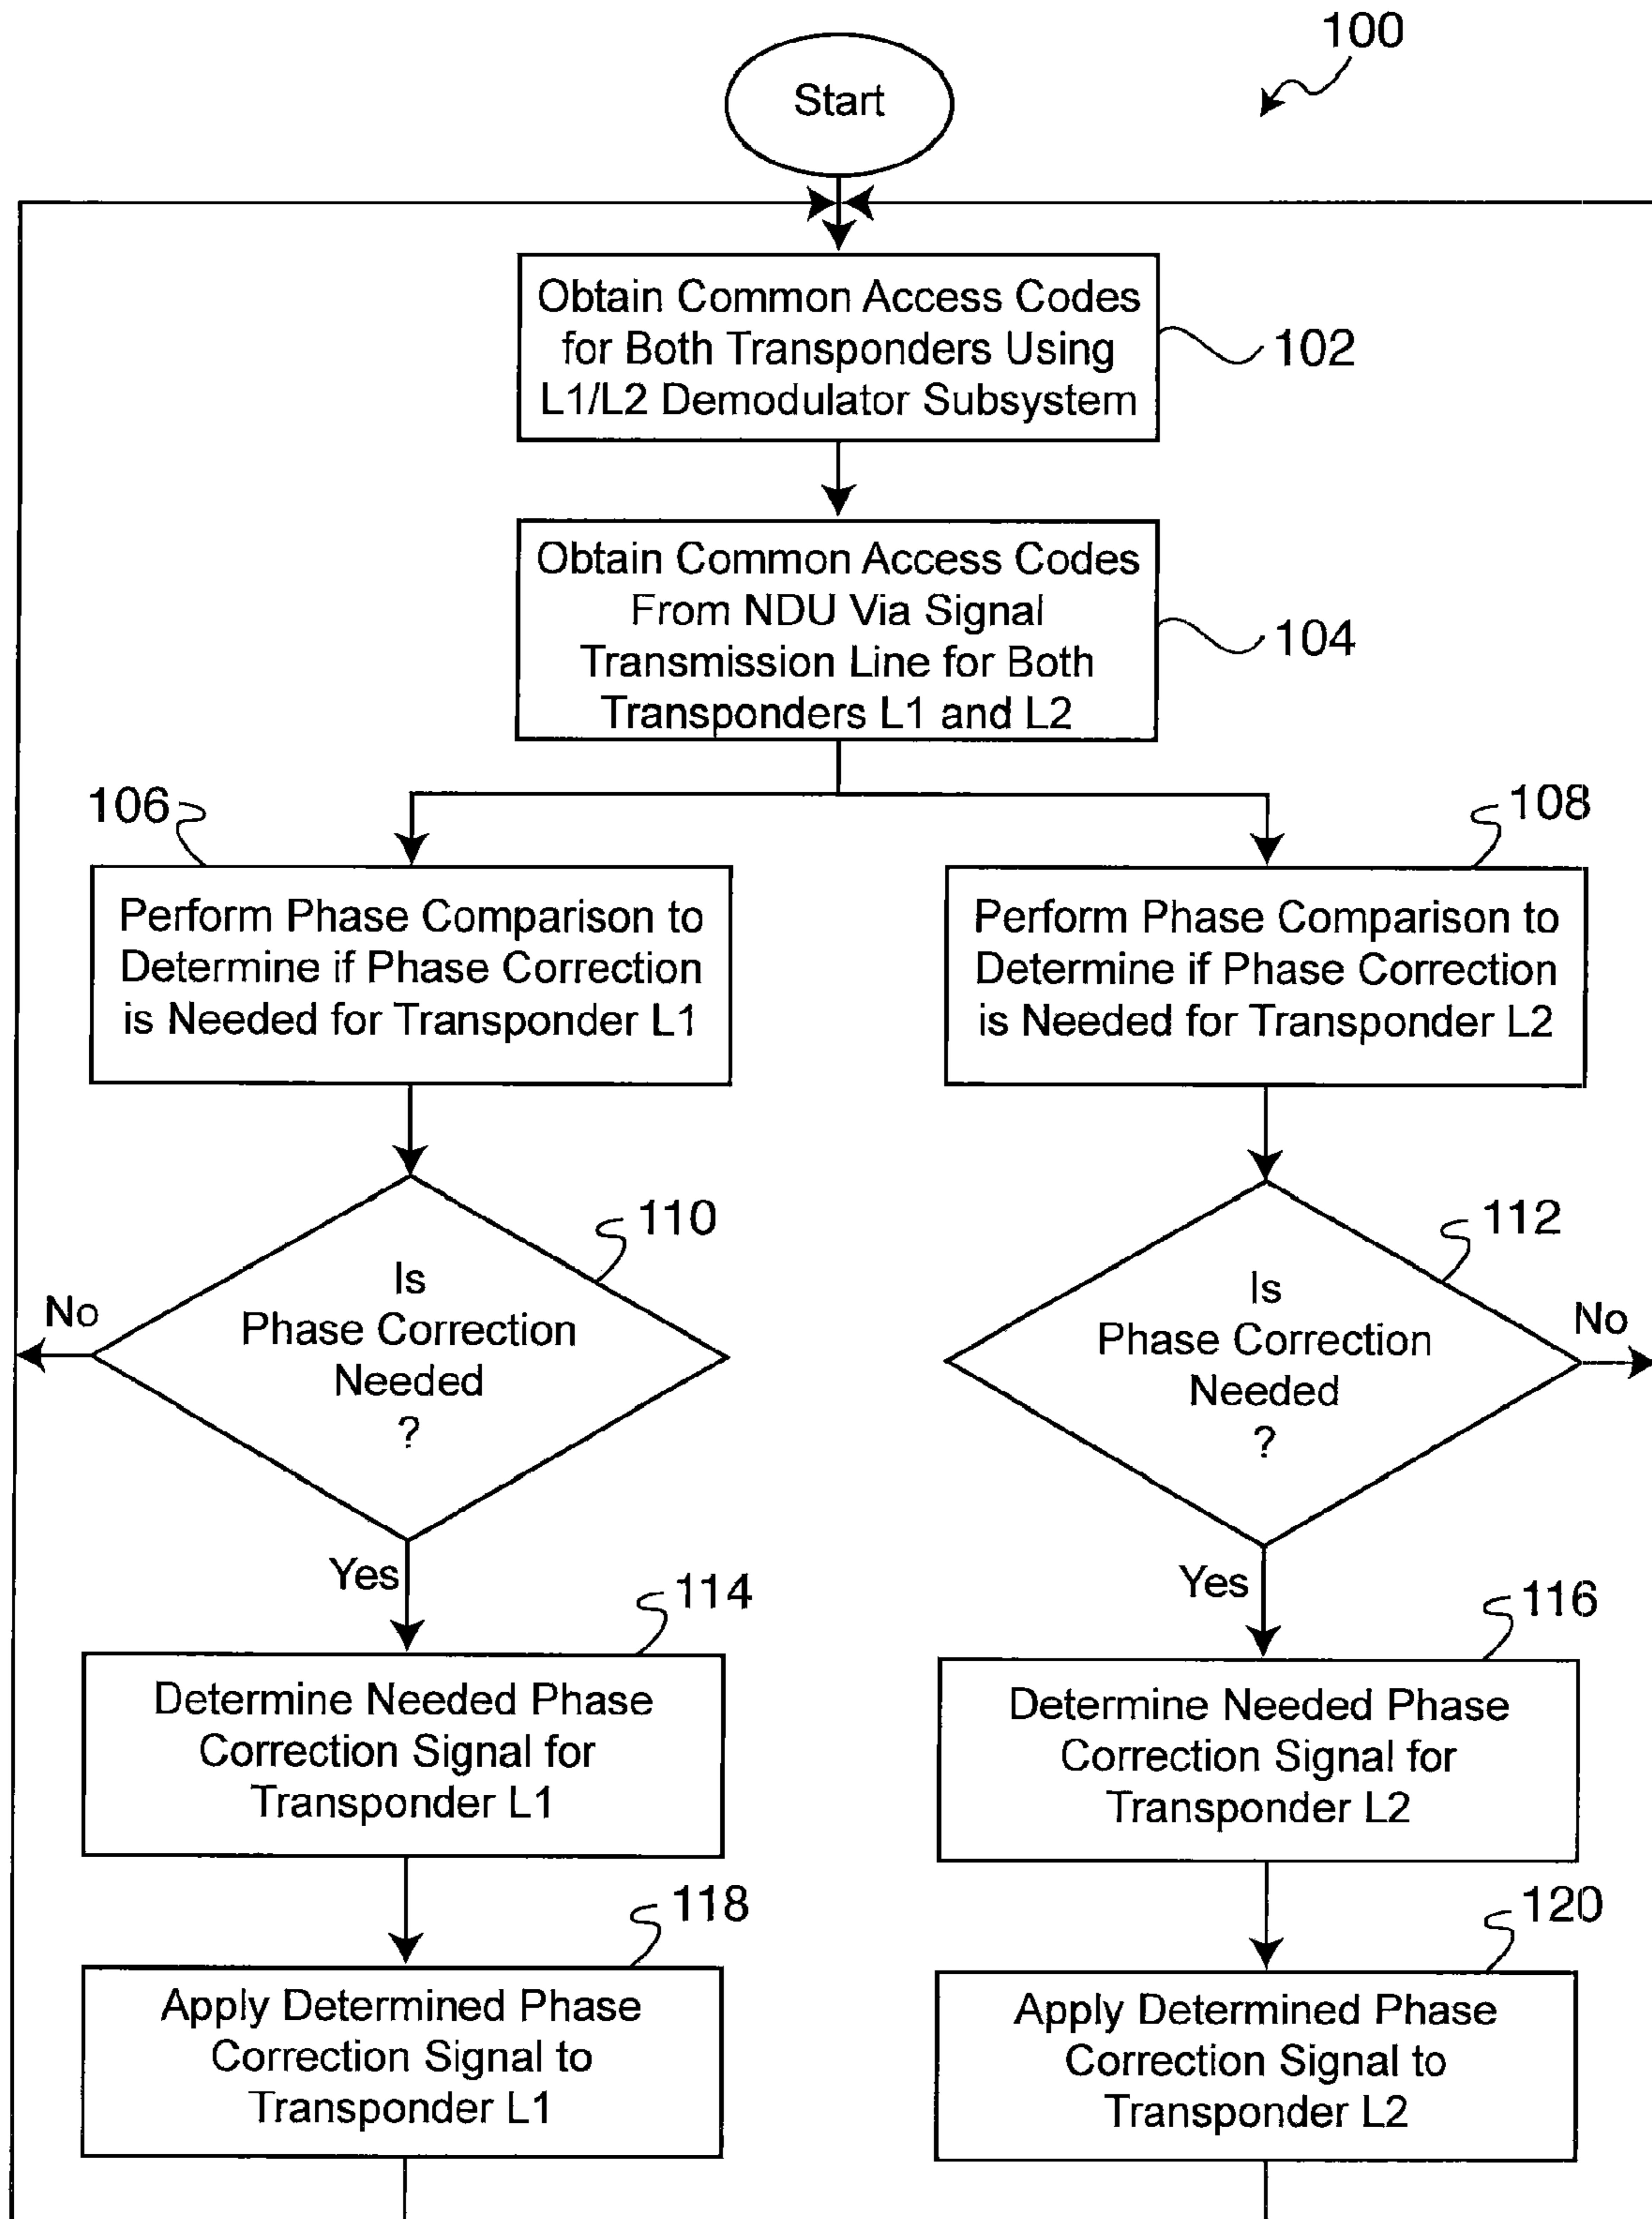 100
Start
Obtain Common Access Codes
for Both Transponders Using
L1/L2 Demodulator Subsystem
102
Obtain Common Access Codes
From NDU Via Signal
Transmission Line for Both
Transponders L1 and L2
104
106
Perform Phase Comparison to
Determine if Phase Correction
is Needed for Transponder L1
108
Perform Phase Comparison to
Determine if Phase Correction
is Needed for Transponder L2
110
Is
Phase Correction
Needed
?
No
Yes
112
Is
Phase Correction
Needed
?
No
Yes
114
Determine Needed Phase
Correction Signal for
Transponder L1
116
Determine Needed Phase
Correction Signal for
Transponder L2
118
Apply Determined Phase
Correction Signal to
Transponder L1
120
Apply Determined Phase
Correction Signal to
Transponder L2